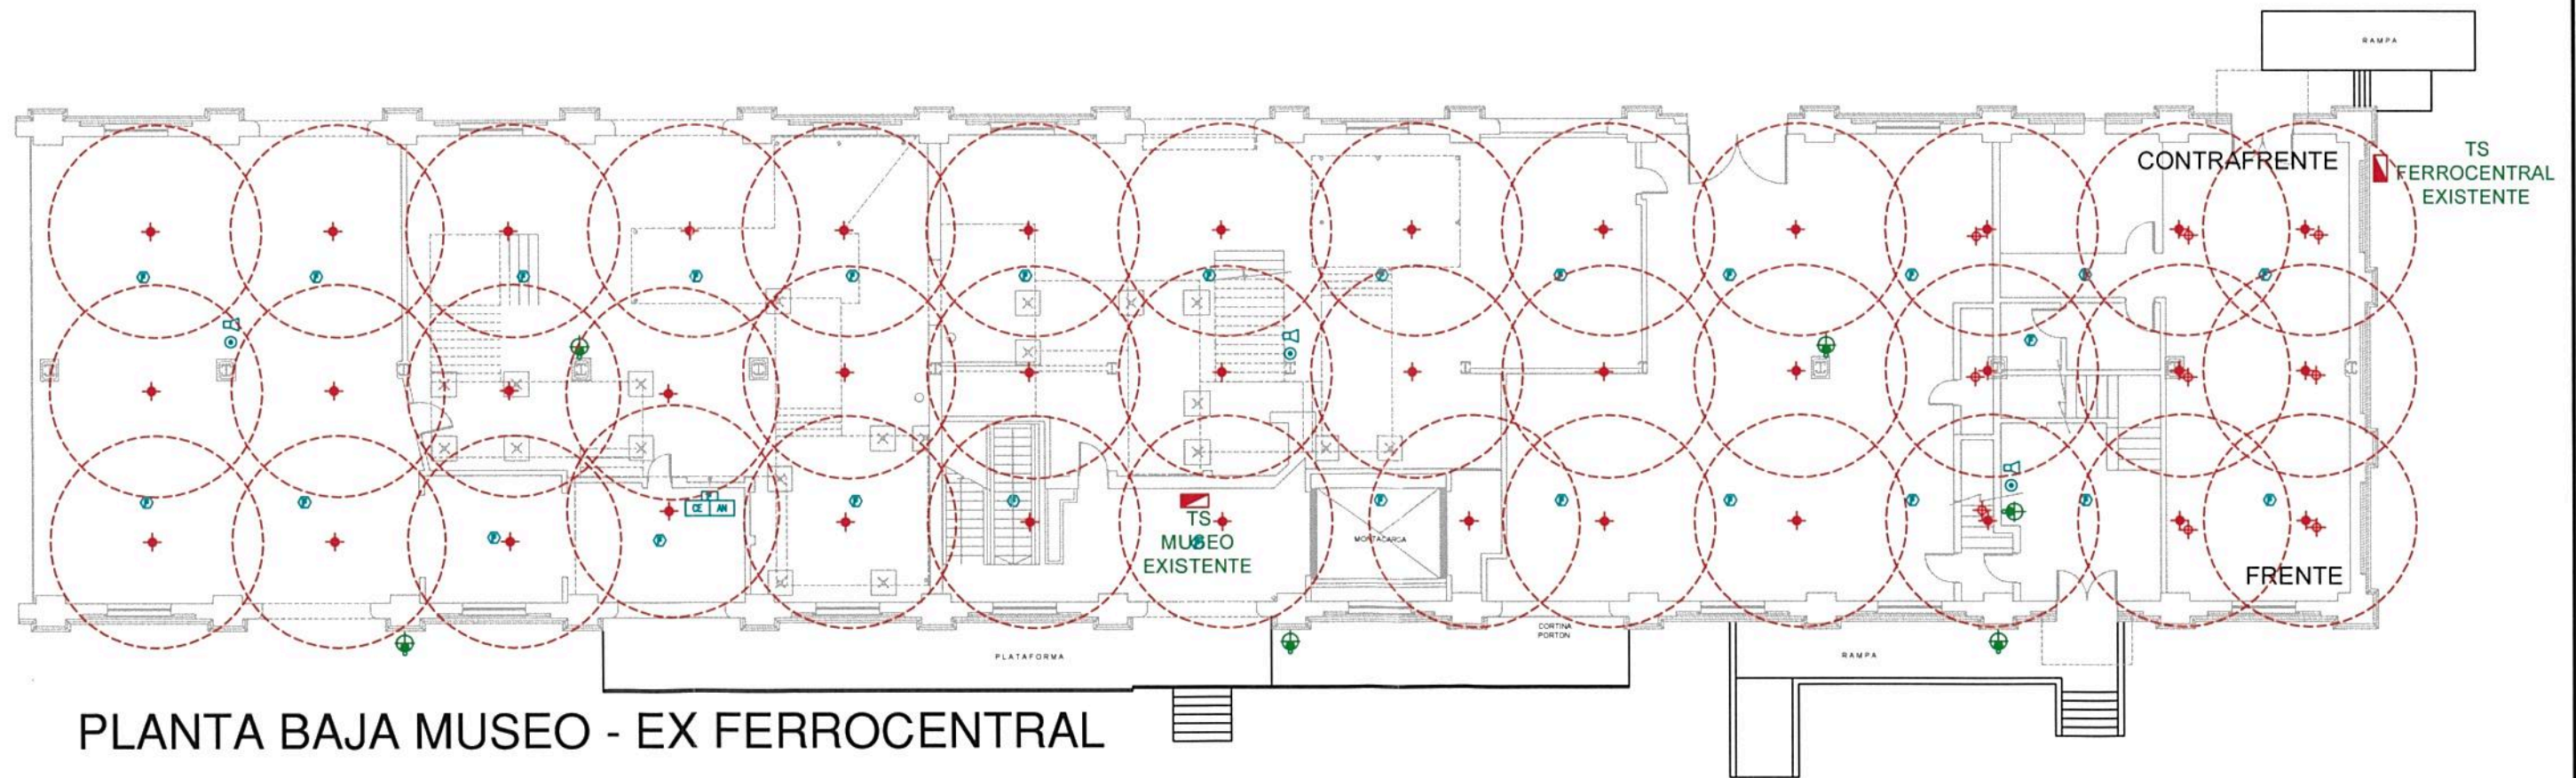 RAMPA
CONTRAFRENTE
TS
FERROCENTRAL
EXISTENTE
CE AN
TS
MUSEO
EXISTENTE
MONTACARGA
FRENTE
CORTINA
PORTON
PLATAFORMA
RAMPA
PLANTA BAJA MUSEO - EX FERROCENTRAL